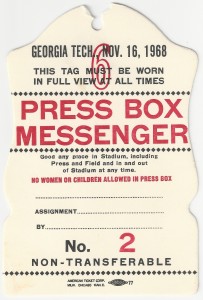 GEORGIA TECH., NOV. 16, 1968
6
THIS TAG MUST BE WORN
IN FULL VIEW AT ALL TIMES
PRESS BOX
MESSENGER
Good any place in Stadium, including
Press and Field and in and out
of Stadium at any time.
NO WOMEN OR CHILDREN ALLOWED IN PRESS BOX
ASSIGNMENT
BY
No. 2
NON-TRANSFERABLE
AMERICAN TICKET CORP.
77